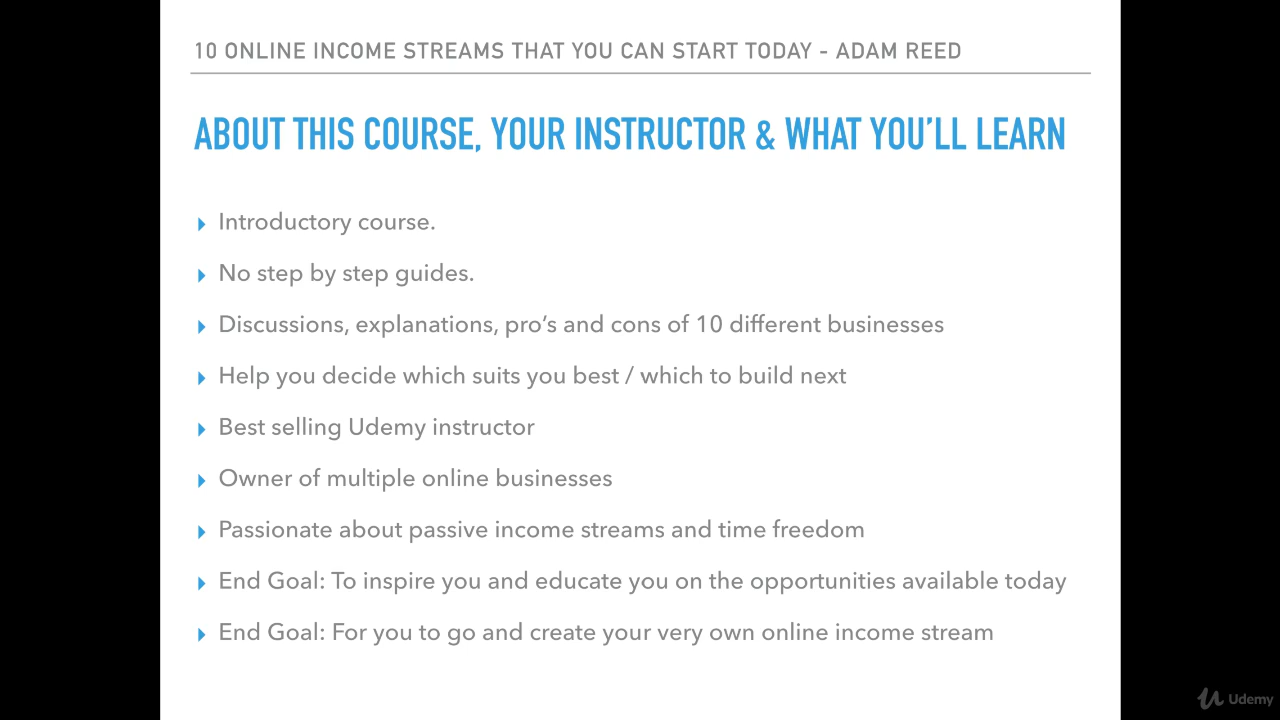 10 ONLINE INCOME STREAMS THAT YOU CAN START TODAY - ADAM REED
ABOUT THIS COURSE, YOUR INSTRUCTOR & WHAT YOU'LL LEARN
Introductory course.
No step by step guides.
Discussions, explanations, pro's and cons of 10 different businesses
Help you decide which suits you best / which to build next
Best selling Udemy instructor
Owner of multiple online businesses
Passionate about passive income streams and time freedom
End Goal: To inspire you and educate you on the opportunities available today
End Goal: For you to go and create your very own online income stream
Udemy